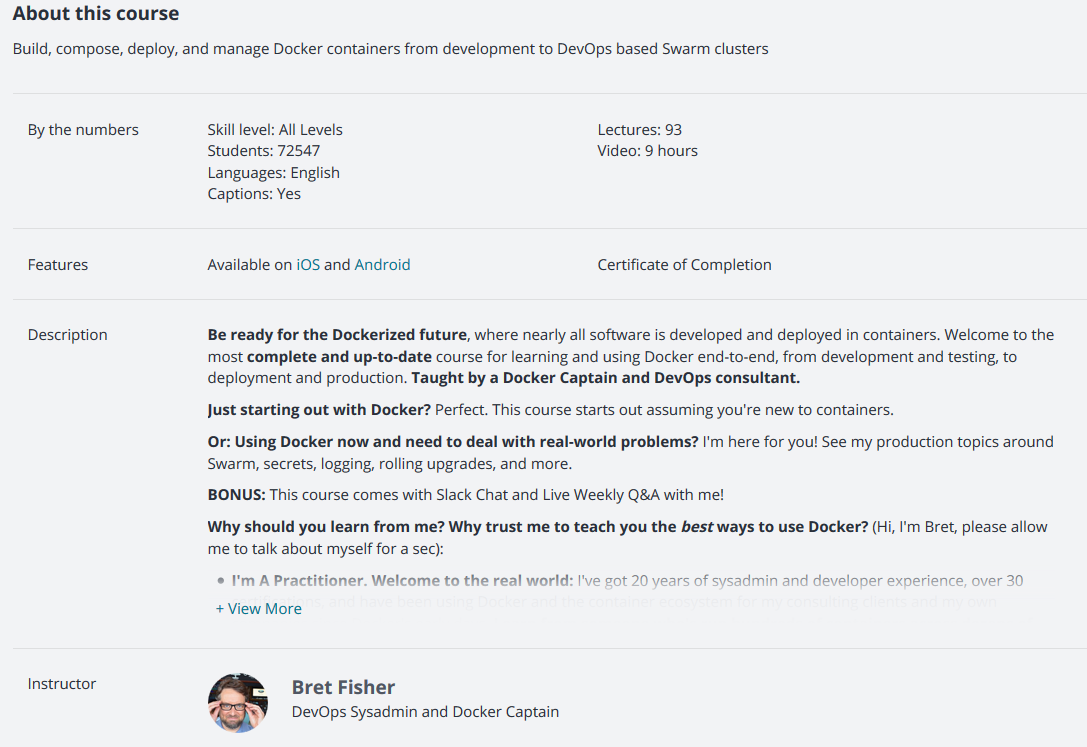 About this course
Build, compose, deploy, and manage Docker containers from development to DevOps based Swarm clusters
By the numbers
Skill level: All Levels
Students: 72547
Languages: English
Captions: Yes
Lectures: 93
Video: 9 hours
Features
Available on iOS and Android
Certificate of Completion
Description
Be ready for the Dockerized future, where nearly all software is developed and deployed in containers. Welcome to the
most complete and up-to-date course for learning and using Docker end-to-end, from development and testing, to
deployment and production. Taught by a Docker Captain and DevOps consultant.
Just starting out with Docker? Perfect. This course starts out assuming you're new to containers.
Or: Using Docker now and need to deal with real-world problems? I'm here for you! See my production topics around
Swarm, secrets, logging, rolling upgrades, and more.
BONUS: This course comes with Slack Chat and Live Weekly Q&A with me!
Why should you learn from me? Why trust me to teach you the best ways to use Docker? (Hi, I'm Bret, please allow
me to talk about myself for a sec):
• I'm A Practitioner. Welcome to the real world: I've got 20 years of sysadmin and developer experience, over 30
certifications, and have been using Docker and the container ecosystem for my consulting clients and my own
+ View More
Instructor
Bret Fisher
DevOps Sysadmin and Docker Captain